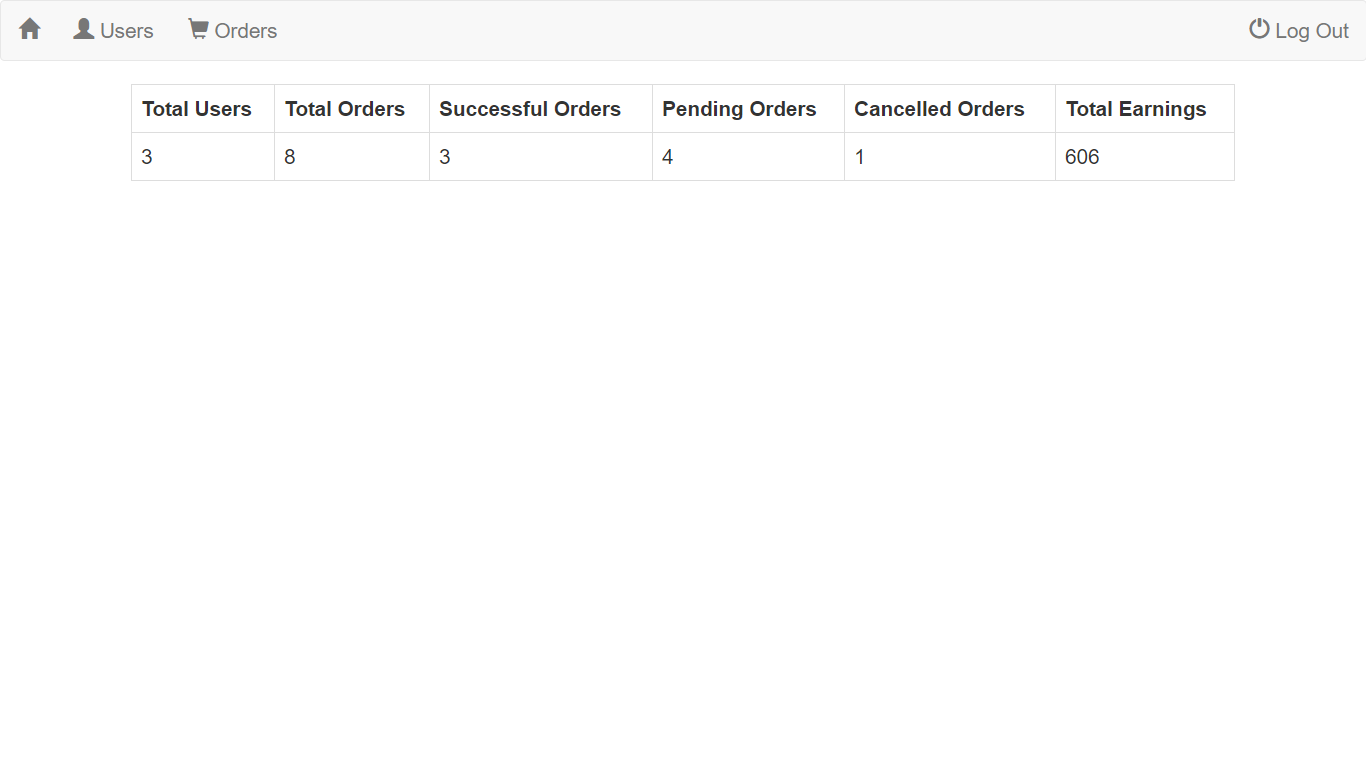 Users Orders Log Out
Total Users Total Orders Successful Orders Pending Orders Cancelled Orders Total Earnings
3 8 3 4 1 606